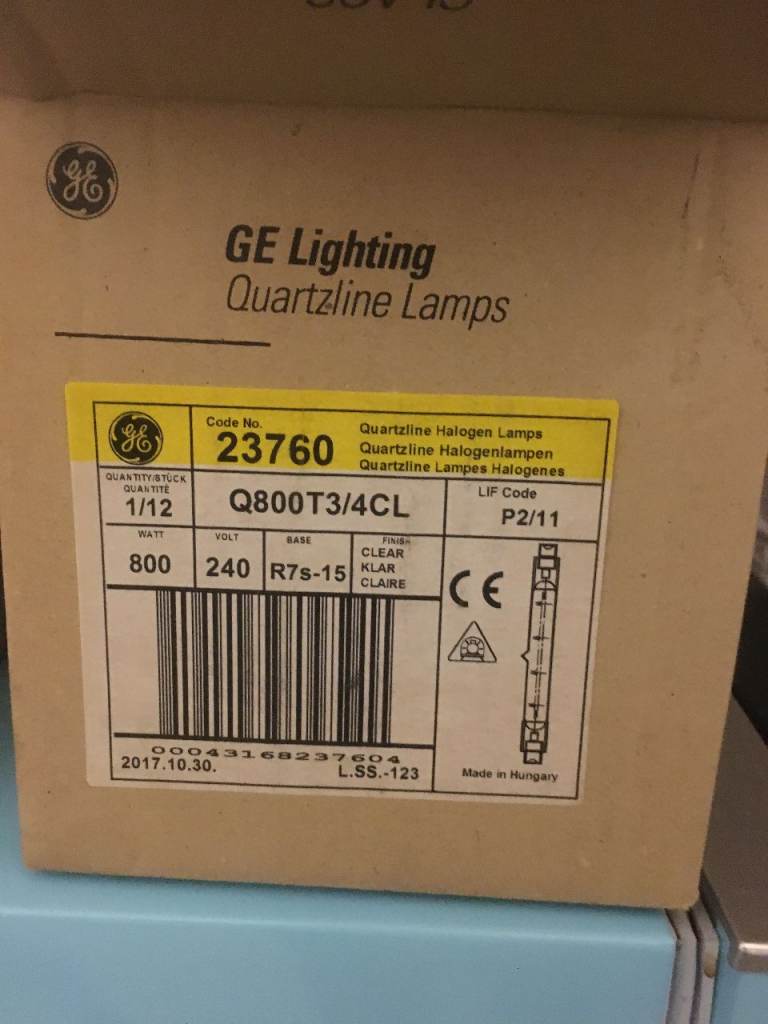 GE
GE Lighting
Quartzline Lamps
GE
Code No.
23760
Quartzline Halogen Lamps
Quartzline Halogenlampen
Quartzline Lampes Halogenes
QUANTITY/STÜCK
QUANTITÉ
1/12
Q800T3/4CL
LIF Code
P2/11
WATT
800
VOLT
240
BASE
R7s-15
FINISH
CLEAR
KLAR
CLAIRE
CE
00043168237604
2017.10.30.
L.SS.-123
Made in Hungary